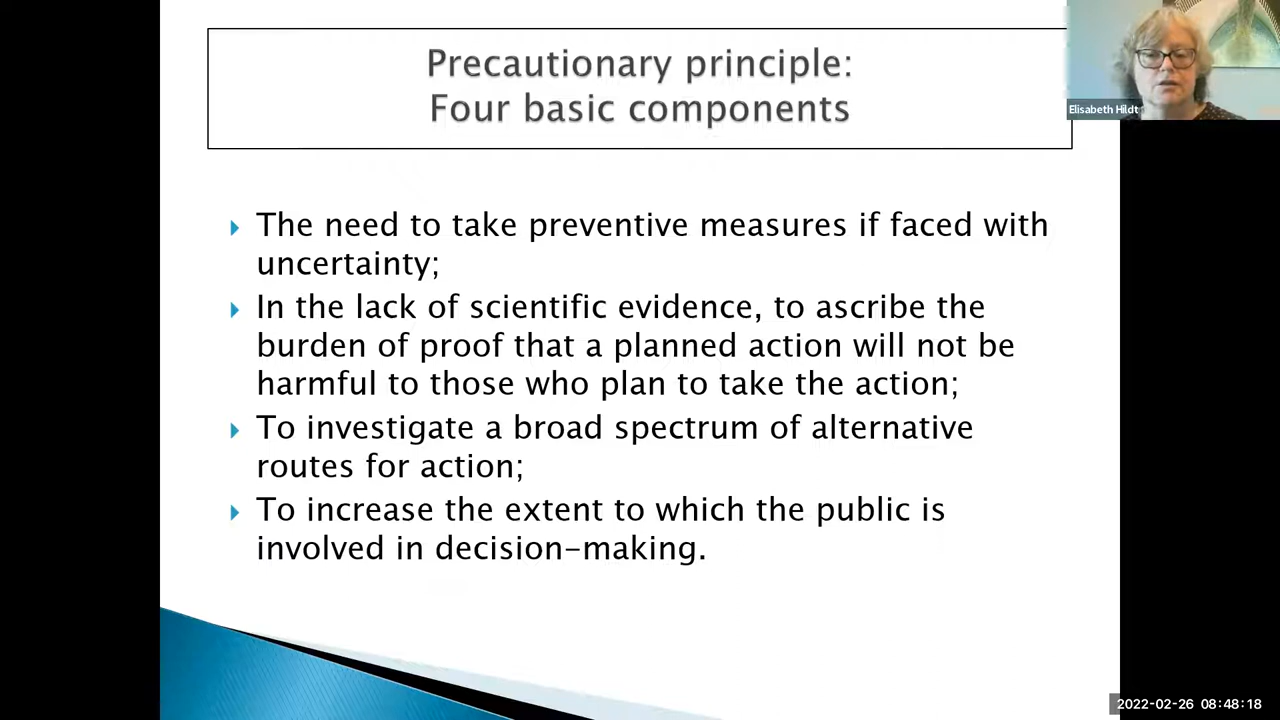 Precautionary principle:
Four basic components
Elisabeth Hildt
The need to take preventive measures if faced with
uncertainty;
In the lack of scientific evidence, to ascribe the
burden of proof that a planned action will not be
harmful to those who plan to take the action;
To investigate a broad spectrum of alternative
routes for action;
To increase the extent to which the public is
involved in decision-making.
2022-02-26 08:48:18